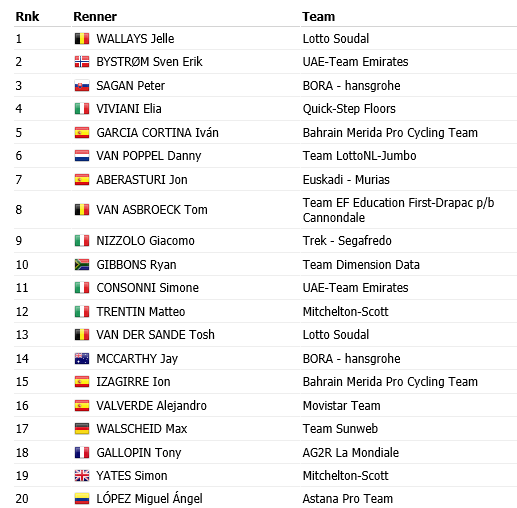 Rnk Renner Team
1 WALLAYS Jelle Lotto Soudal
2 BYSTRØM Sven Erik UAE-Team Emirates
3 SAGAN Peter BORA - hansgrohe
4 VIVIANI Elia Quick-Step Floors
5 GARCIA CORTINA Iván Bahrain Merida Pro Cycling Team
6 VAN POPPEL Danny Team LottoNL-Jumbo
7 ABERASTURI Jon Euskadi - Murias
8 VAN ASBROECK Tom Team EF Education First-Drapac p/b
Cannondale
9 NIZZOLO Giacomo Trek - Segafredo
10 GIBBONS Ryan Team Dimension Data
11 CONSONNI Simone UAE-Team Emirates
12 TRENTIN Matteo Mitchelton-Scott
13 VAN DER SANDE Tosh Lotto Soudal
14 MCCARTHY Jay BORA - hansgrohe
15 IZAGIRRE Ion Bahrain Merida Pro Cycling Team
16 VALVERDE Alejandro Movistar Team
17 WALSCHEID Max Team Sunweb
18 GALLOPIN Tony AG2R La Mondiale
19 YATES Simon Mitchelton-Scott
20 LÓPEZ Miguel Ángel Astana Pro Team